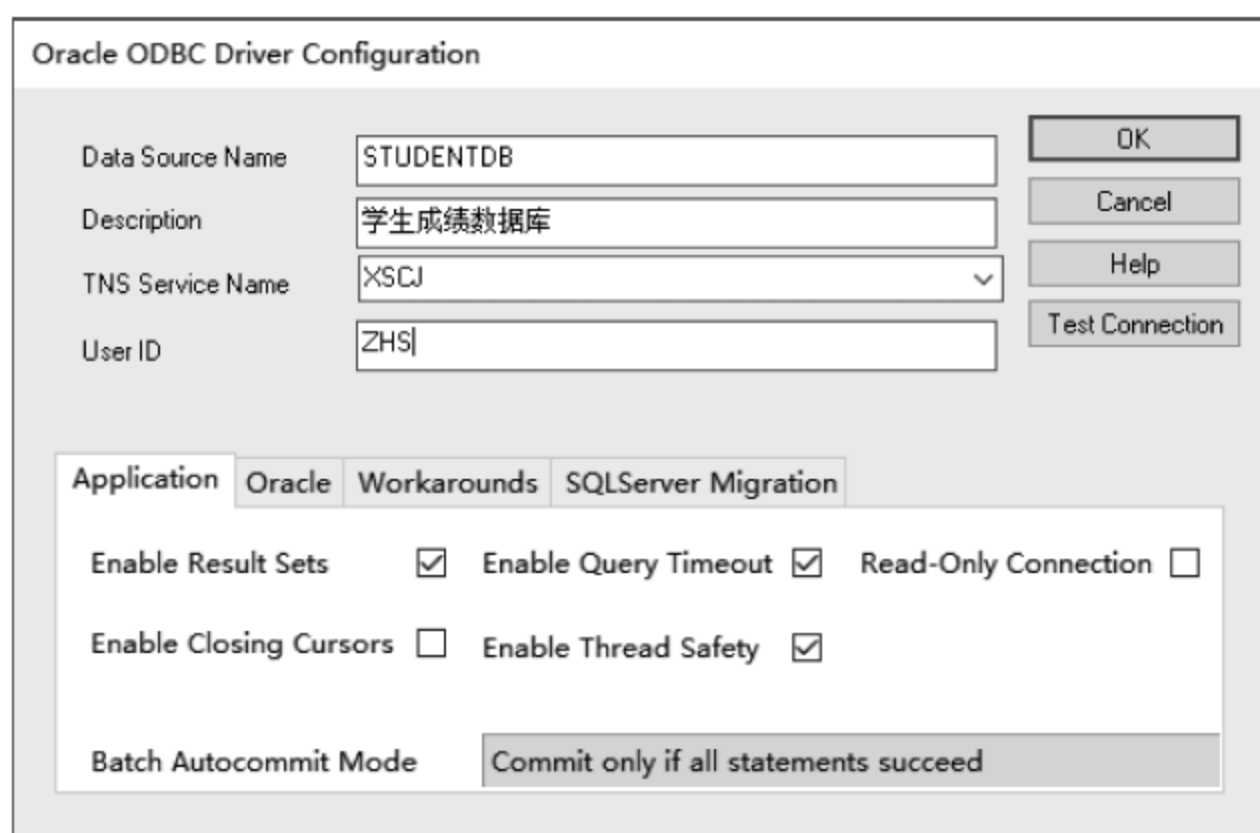 Oracle ODBC Driver Configuration
Data Source Name STUDENTDB OK
Description 学生成绩数据库 Cancel
TNS Service Name XSCJ Help
User ID ZHS Test Connection
Application Oracle Workarounds SQLServer Migration
Enable Result Sets Enable Query Timeout Read-Only Connection
Enable Closing Cursors Enable Thread Safety
Batch Autocommit Mode Commit only if all statements succeed